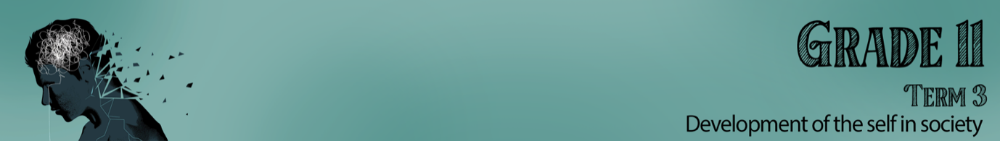 GRADE 11
TERM 3
Development of the self in society